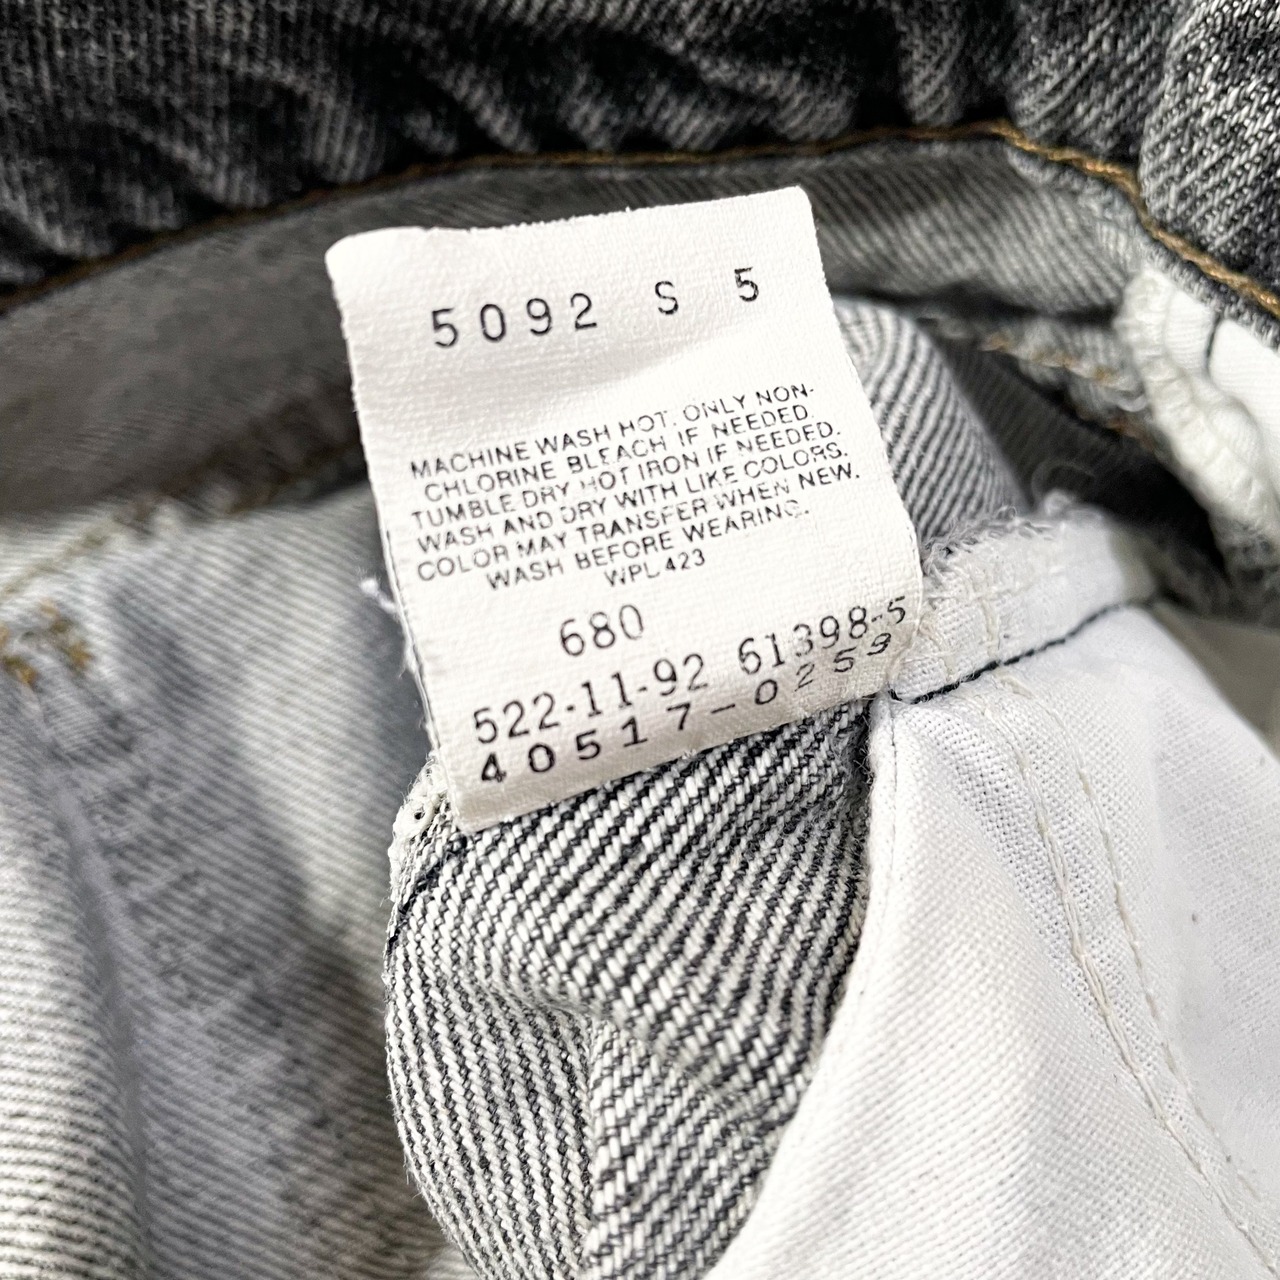 5092 S 5
MACHINE WASH HOT. ONLY NON-
CHLORINE BLEACH IF NEEDED.
TUMBLE DRY HOT IRON IF NEEDED.
WASH AND DRY WITH LIKE COLORS.
COLOR MAY TRANSFER WHEN NEW.
WASH BEFORE WEARING.
WPL 423
680
522-11-92 61398-5
40517-0259